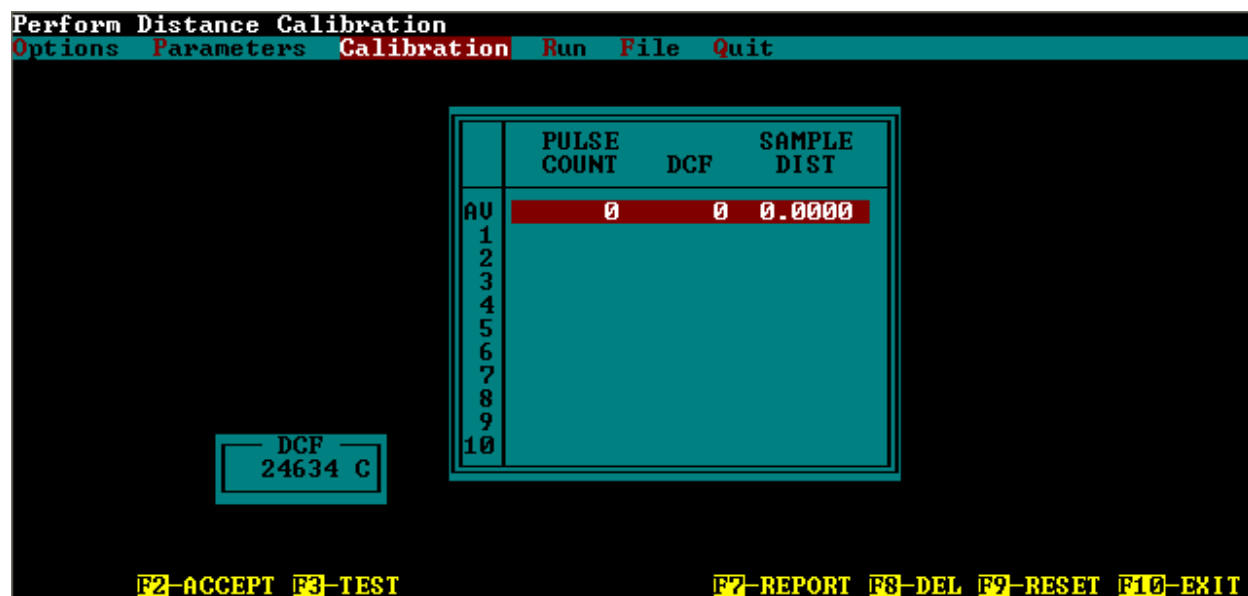 Perform Distance Calibration
Options Parameters Calibration Run File Quit
PULSE COUNT DCF SAMPLE DIST
AV 0 0 0.0000
1
2
3
4
5
6
7
8
9
10
DCF
24634 C
F2-ACCEPT F3-TEST F7-REPORT F8-DEL F9-RESET F10-EXIT